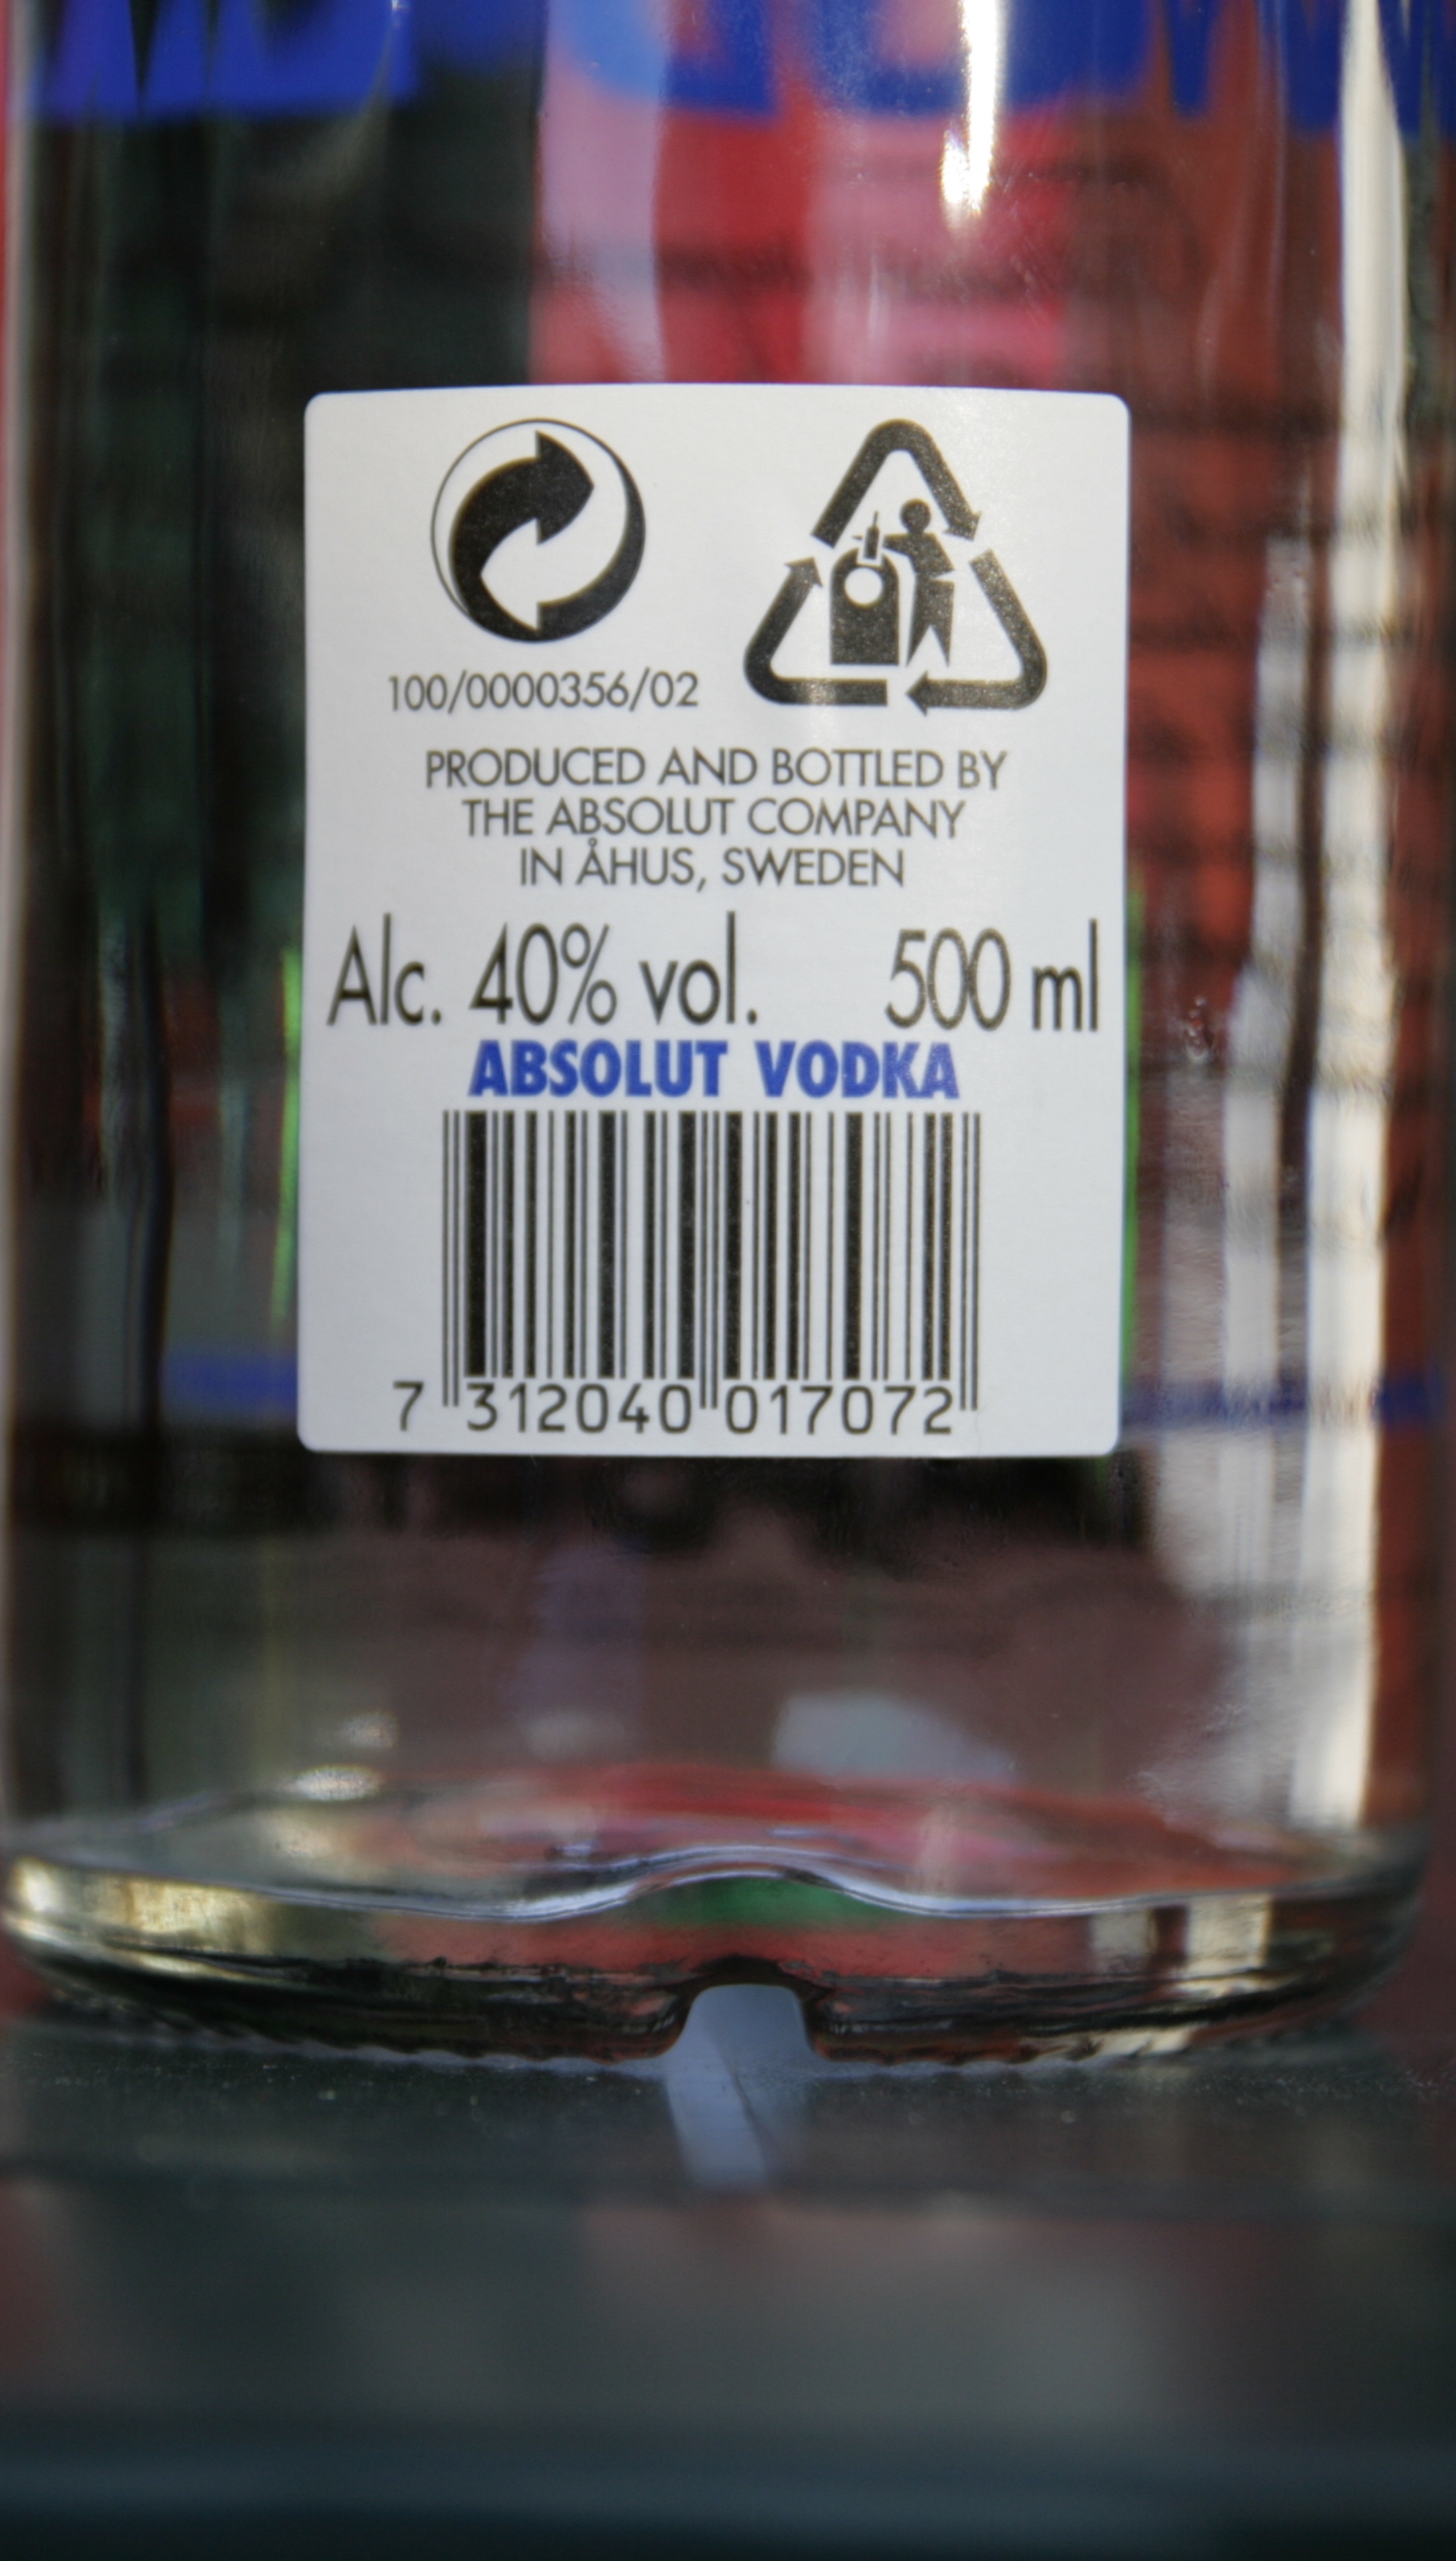 100/0000356/02
PRODUCED AND BOTTLED BY
THE ABSOLUT COMPANY
IN ÅHUS, SWEDEN
Alc. 40% vol. 500 ml
ABSOLUT VODKA
7 312040 017072